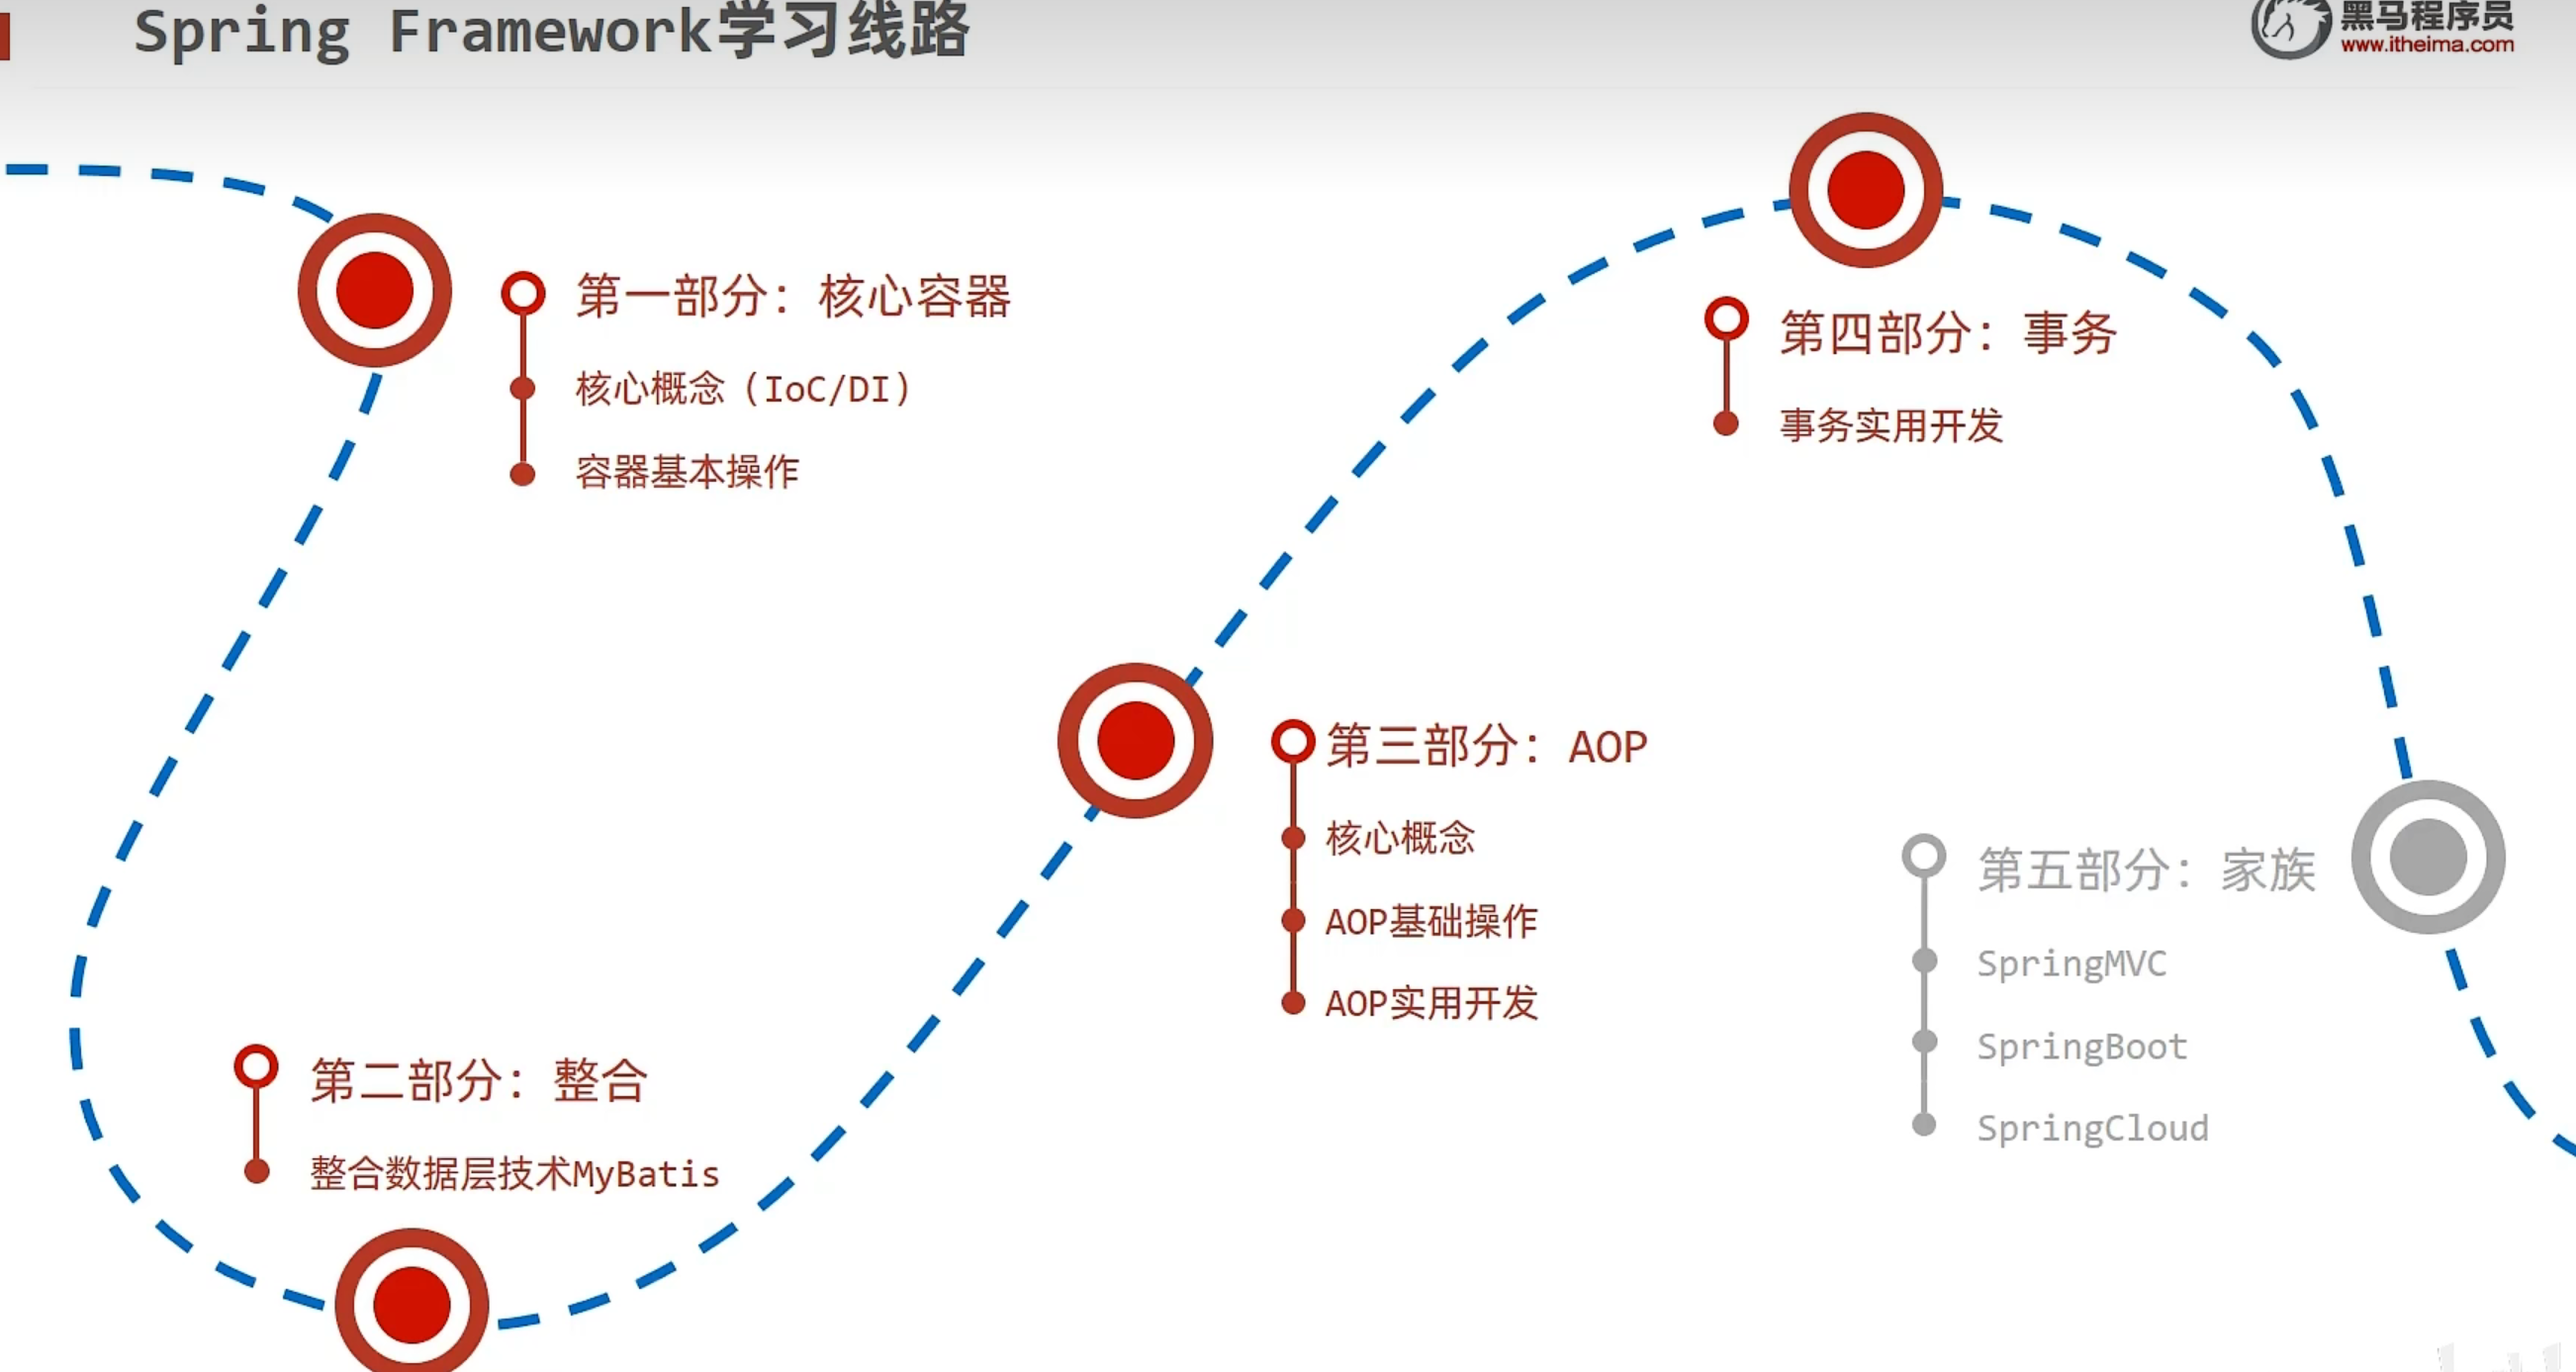 Spring Framework学习线路
黑马程序员
www.itheima.com
第一部分：核心容器
核心概念（IoC/DI）
容器基本操作
第二部分：整合
整合数据层技术MyBatis
第三部分：AOP
核心概念
AOP基础操作
AOP实用开发
第四部分：事务
事务实用开发
第五部分：家族
SpringMVC
SpringBoot
SpringCloud